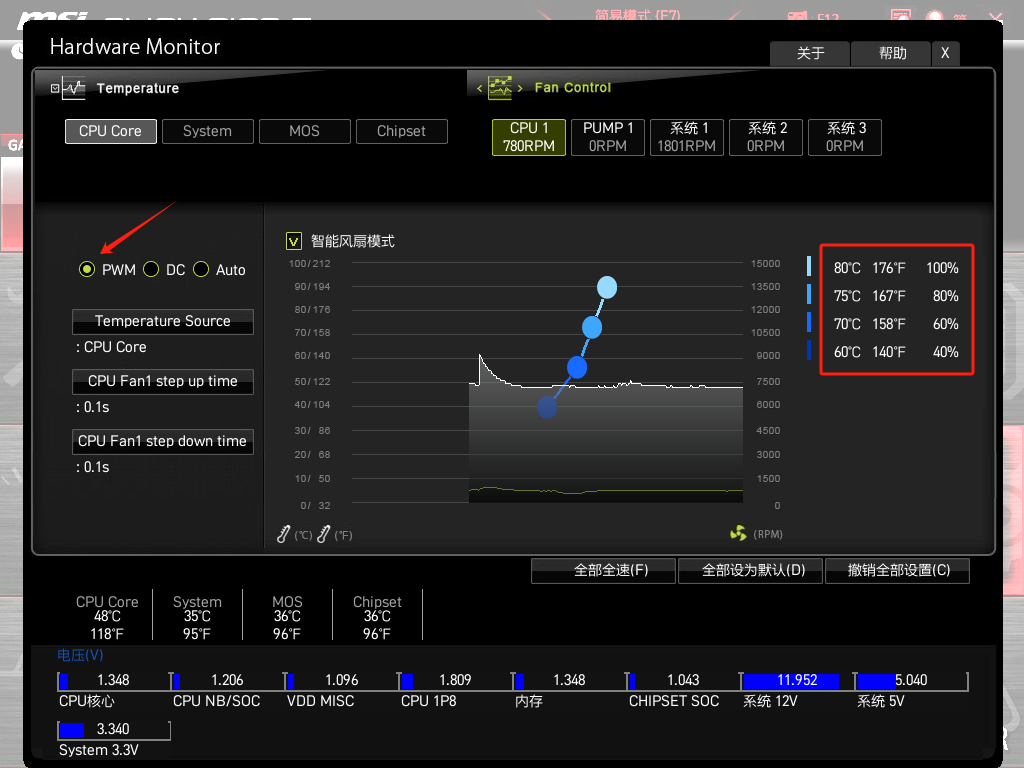 msi
简易模式 (F7)
F12
Hardware Monitor
关于
帮助
X
Temperature
Fan Control
CPU Core
System
MOS
Chipset
CPU 1
780RPM
PUMP 1
0RPM
系统 1
1801RPM
系统 2
0RPM
系统 3
0RPM
PWM
DC
Auto
Temperature Source
: CPU Core
CPU Fan1 step up time
: 0.1s
CPU Fan1 step down time
: 0.1s
V 智能风扇模式
100/212 15000
90/194 13500
80/176 12000
70/158 10500
60/140 9000
50/122 7500
40/104 6000
30/ 86 4500
20/ 68 3000
10/ 50 1500
0/ 32 0
(℃) (℉) (RPM)
80℃ 176℉ 100%
75℃ 167℉ 80%
70℃ 158℉ 60%
60℃ 140℉ 40%
全部全速(F)
全部设为默认(D)
撤销全部设置(C)
CPU Core
48℃
118℉
System
35℃
95℉
MOS
36℃
96℉
Chipset
36℃
96℉
电压(V)
1.348
CPU核心
1.206
CPU NB/SOC
1.096
VDD MISC
1.809
CPU 1P8
1.348
内存
1.043
CHIPSET SOC
11.952
系统 12V
5.040
系统 5V
3.340
System 3.3V